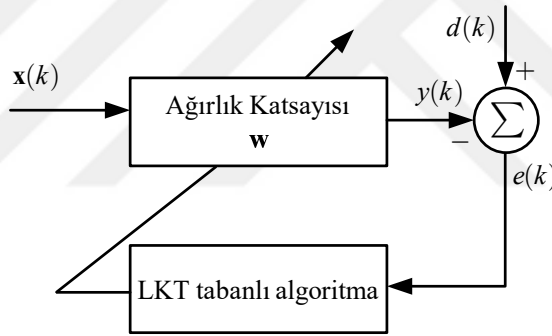 d(k)
x(k)
+
Ağırlık Katsayısı
w
y(k)
−
∑
e(k)
LKT tabanlı algoritma